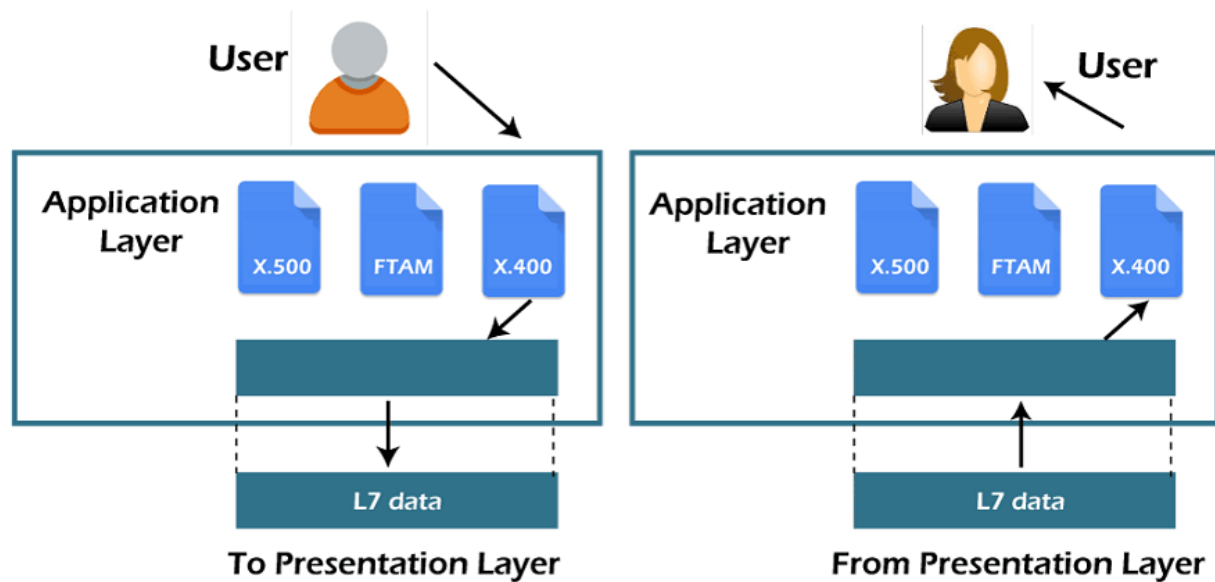 User
Application
Layer
X.500
FTAM
X.400
L7 data
To Presentation Layer
User
Application
Layer
X.500
FTAM
X.400
L7 data
From Presentation Layer